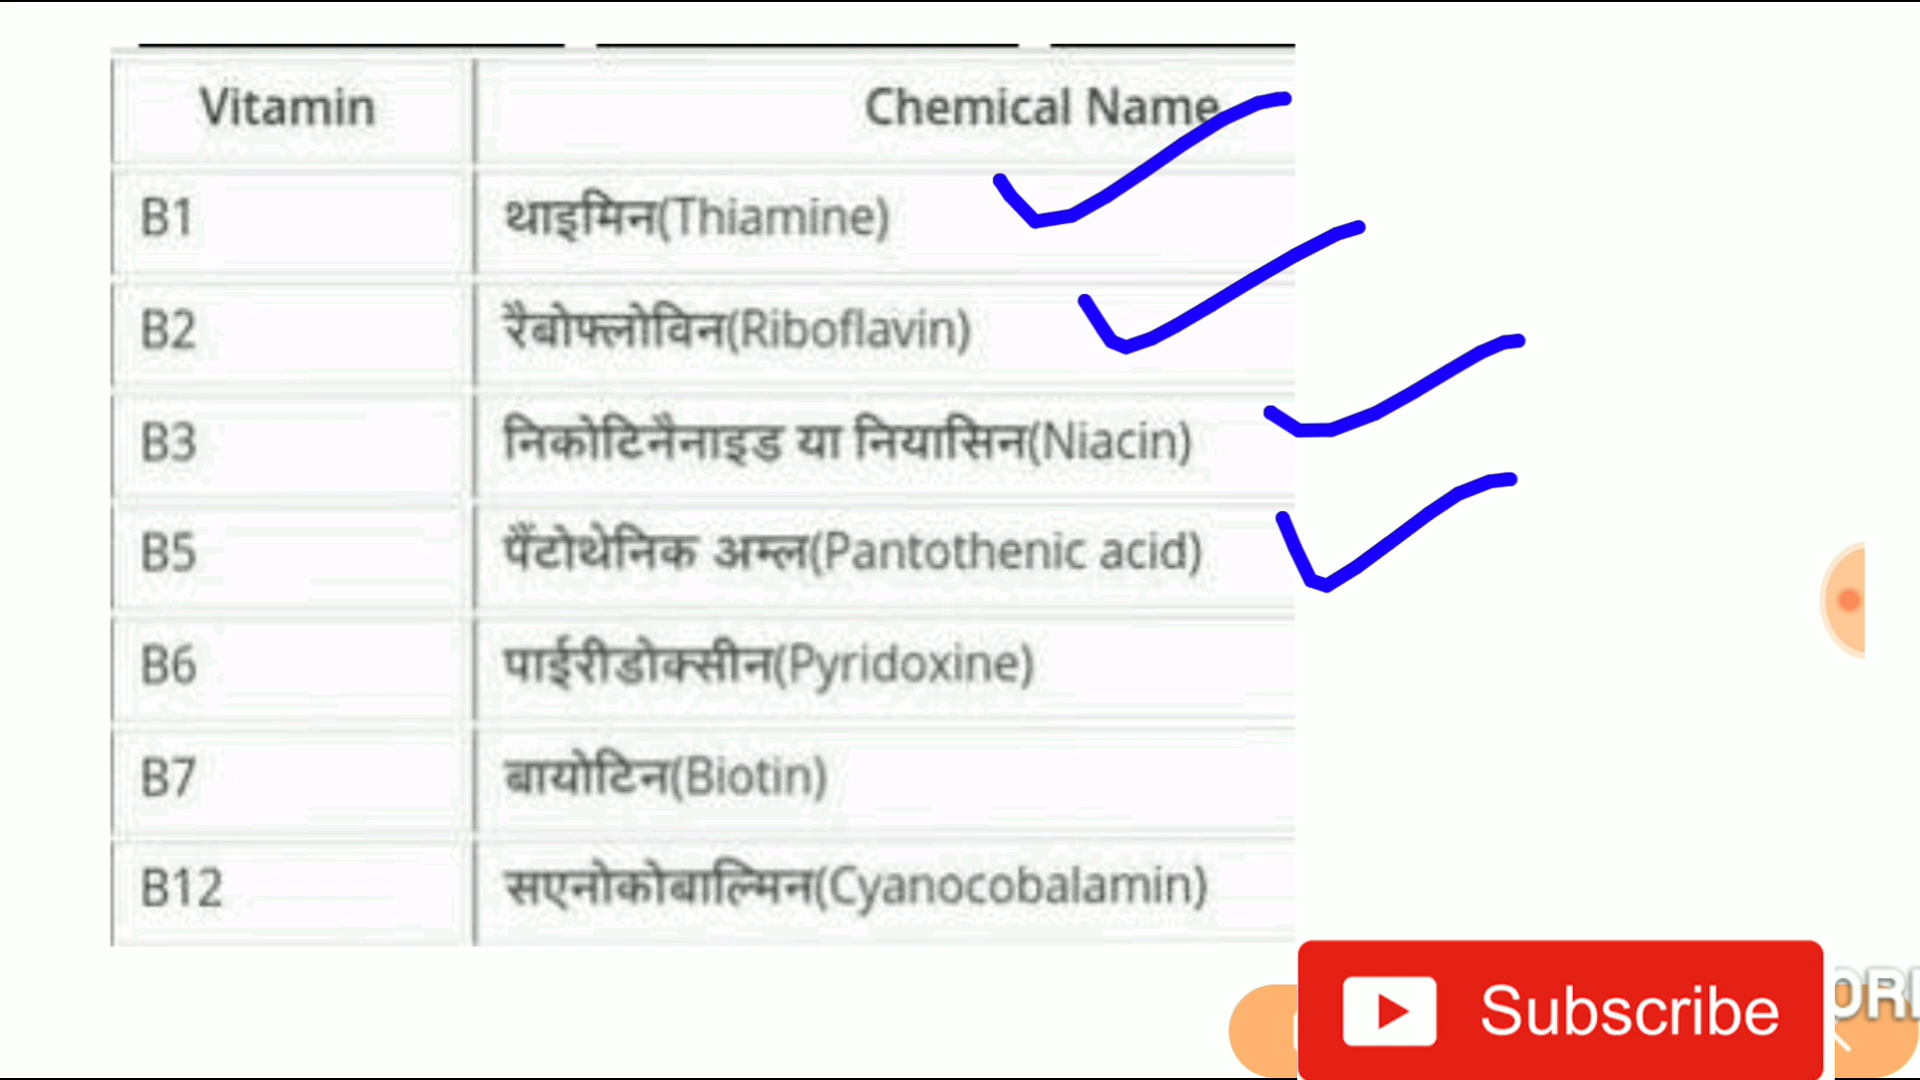 Vitamin Chemical Name
B1 थाइमिन(Thiamine)
B2 रैबोफ्लोविन(Riboflavin)
B3 निकोटिनैनाइड या नियासिन(Niacin)
B5 पैंटोथेनिक अम्ल(Pantothenic acid)
B6 पाईरीडोक्सीन(Pyridoxine)
B7 बायोटिन(Biotin)
B12 सएनोकोबाल्मिन(Cyanocobalamin)
Subscribe